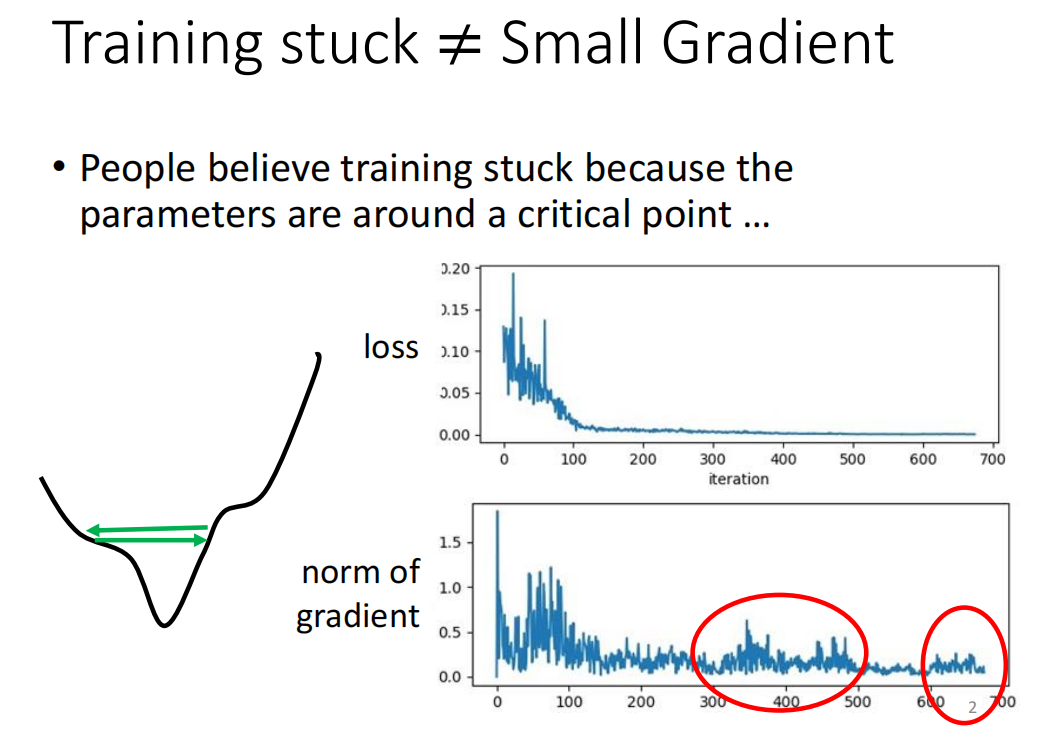 Training stuck ≠ Small Gradient
• People believe training stuck because the
parameters are around a critical point …
loss
0.20
0.15
0.10
0.05
0.00
0 100 200 300 400 500 600 700
iteration
norm of
gradient
1.5
1.0
0.5
0.0
0 100 200 300 400 500 600 700
2